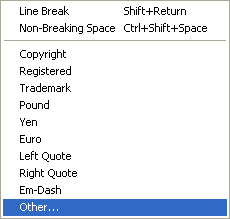 Line Break Shift+Return
Non-Breaking Space Ctrl+Shift+Space
Copyright
Registered
Trademark
Pound
Yen
Euro
Left Quote
Right Quote
Em-Dash
Other...